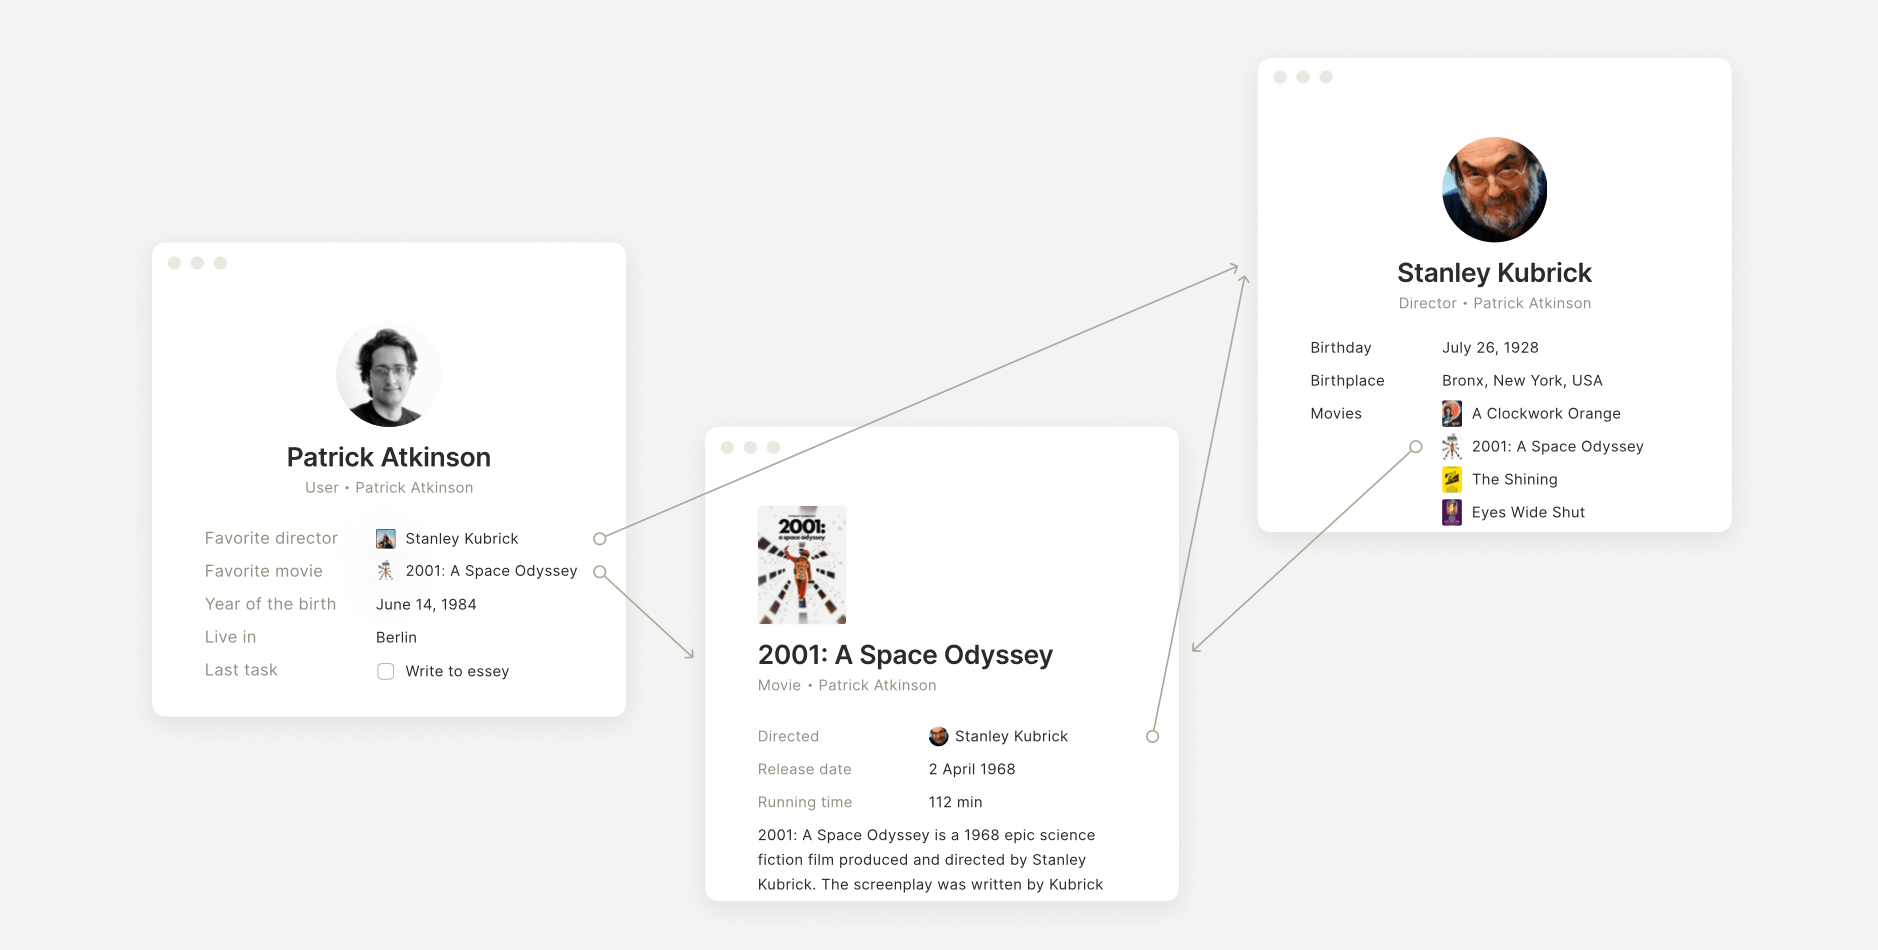 Patrick Atkinson
User • Patrick Atkinson
Favorite director Stanley Kubrick
Favorite movie 2001: A Space Odyssey
Year of the birth June 14, 1984
Live in Berlin
Last task Write to essey
2001:
a space odyssey
2001: A Space Odyssey
Movie • Patrick Atkinson
Directed Stanley Kubrick
Release date 2 April 1968
Running time 112 min
2001: A Space Odyssey is a 1968 epic science
fiction film produced and directed by Stanley
Kubrick. The screenplay was written by Kubrick
Stanley Kubrick
Director • Patrick Atkinson
Birthday July 26, 1928
Birthplace Bronx, New York, USA
Movies A Clockwork Orange
2001: A Space Odyssey
The Shining
Eyes Wide Shut